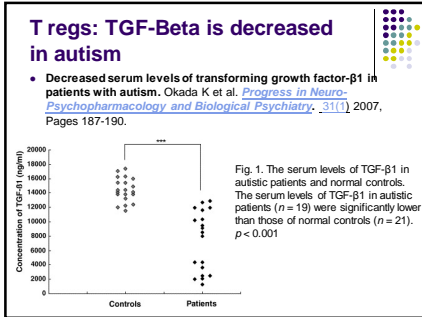 T regs: TGF-Beta is decreased
in autism
Decreased serum levels of transforming growth factor-β1 in
patients with autism. Okada K et al. Progress in Neuro-
Psychopharmacology and Biological Psychiatry. 31(1) 2007,
Pages 187-190.
Concentration of TGF-ß1 (ng/ml)
20000
18000
16000
14000
12000
10000
8000
6000
4000
2000
0
***
Controls
Patients
Fig. 1. The serum levels of TGF-β1 in
autistic patients and normal controls.
The serum levels of TGF-β1 in autistic
patients (n = 19) were significantly lower
than those of normal controls (n = 21).
p < 0.001